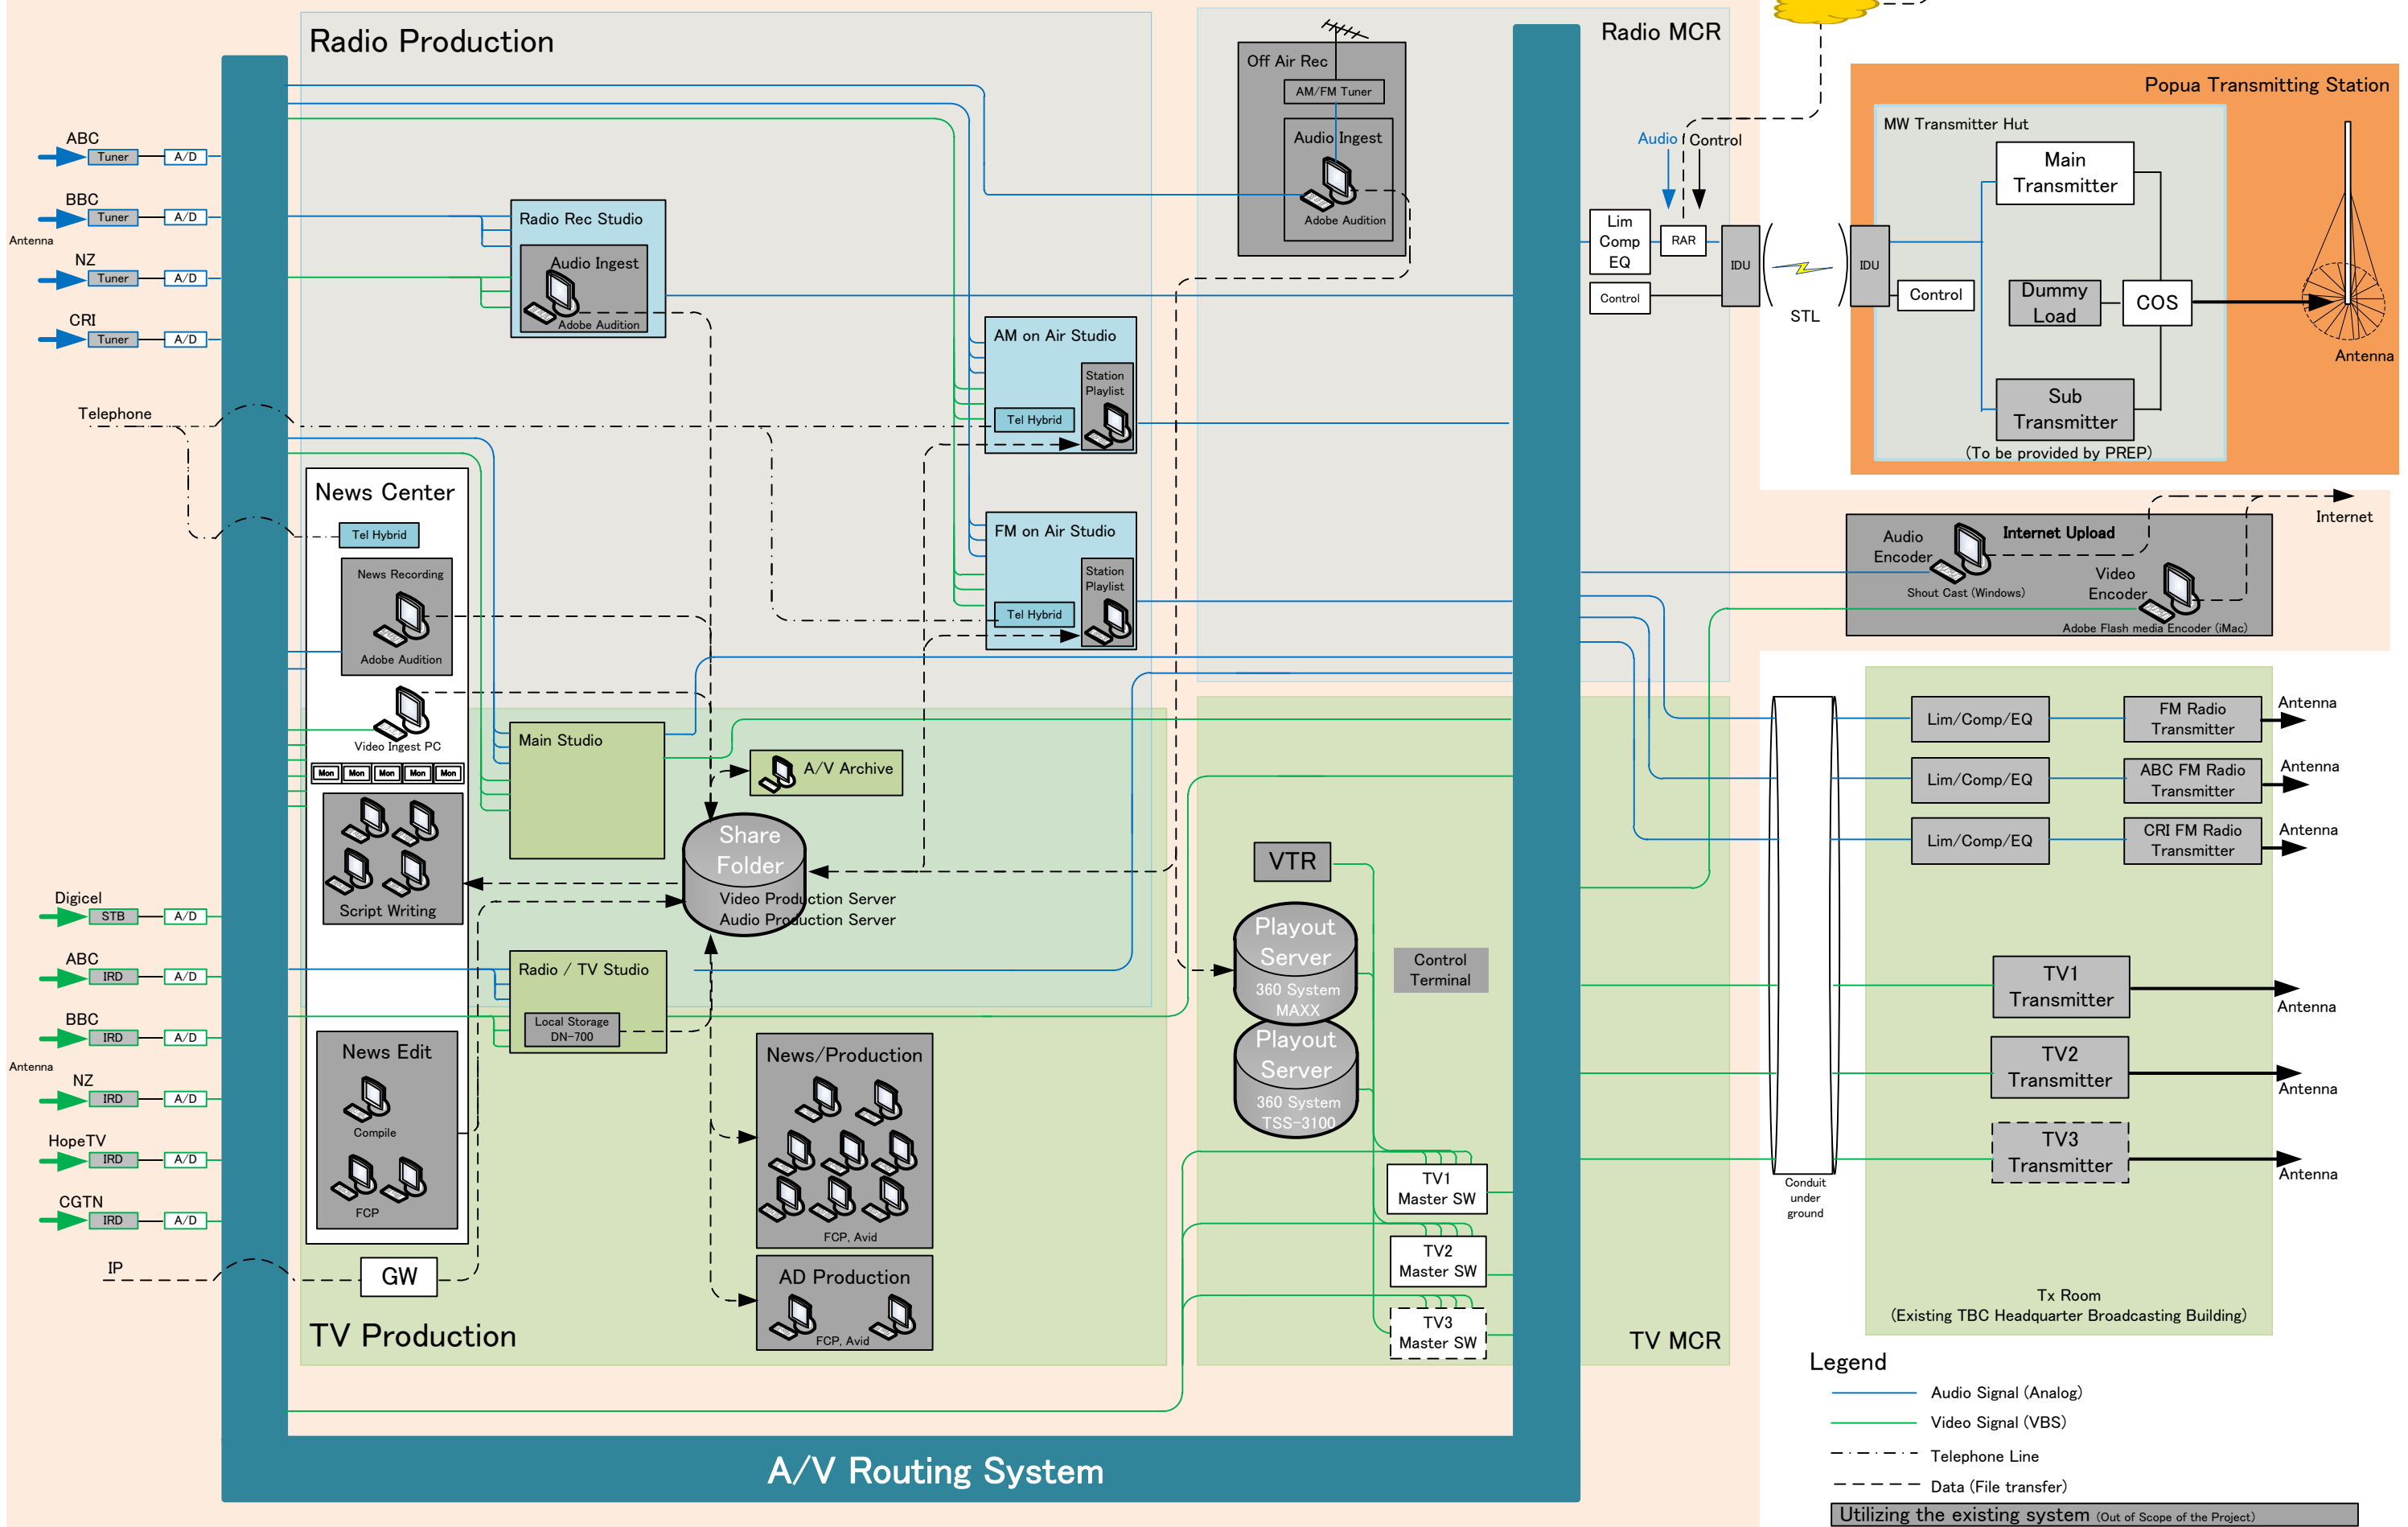 Radio Production
Radio MCR
Off Air Rec
AM/FM Tuner
Audio Ingest
Adobe Audition
Popua Transmitting Station
MW Transmitter Hut
Main
Transmitter
Audio
Control
Lim
Comp
EQ
RAR
IDU
IDU
Control
STL
Control
Dummy
Load
COS
Antenna
Sub
Transmitter
(To be provided by PREP)
ABC
Tuner
A/D
BBC
Tuner
A/D
Antenna
NZ
Tuner
A/D
CRI
Tuner
A/D
Telephone
Radio Rec Studio
Audio Ingest
Adobe Audition
AM on Air Studio
Station
Playlist
Tel Hybrid
FM on Air Studio
Station
Playlist
Tel Hybrid
News Center
Tel Hybrid
News Recording
Adobe Audition
Video Ingest PC
Mon
Mon
Mon
Mon
Mon
Script Writing
Main Studio
A/V Archive
Share
Folder
Video Production Server
Audio Production Server
Radio / TV Studio
Local Storage
DN-700
News Edit
Compile
FCP
News/Production
FCP, Avid
AD Production
FCP, Avid
GW
TV Production
Digicel
STB
A/D
ABC
IRD
A/D
BBC
IRD
A/D
Antenna
NZ
IRD
A/D
HopeTV
IRD
A/D
CGTN
IRD
A/D
IP
VTR
Playout
Server
360 System
MAXX
Playout
Server
360 System
TSS-3100
Control
Terminal
TV1
Master SW
TV2
Master SW
TV3
Master SW
TV MCR
Internet
Audio
Encoder
Internet Upload
Shout Cast (Windows)
Video
Encoder
Adobe Flash media Encoder (iMac)
Lim/Comp/EQ
FM Radio
Transmitter
Antenna
Lim/Comp/EQ
ABC FM Radio
Transmitter
Antenna
Lim/Comp/EQ
CRI FM Radio
Transmitter
Antenna
TV1
Transmitter
Antenna
TV2
Transmitter
Antenna
TV3
Transmitter
Antenna
Conduit
under
ground
Tx Room
(Existing TBC Headquarter Broadcasting Building)
A/V Routing System
Legend
Audio Signal (Analog)
Video Signal (VBS)
Telephone Line
Data (File transfer)
Utilizing the existing system (Out of Scope of the Project)